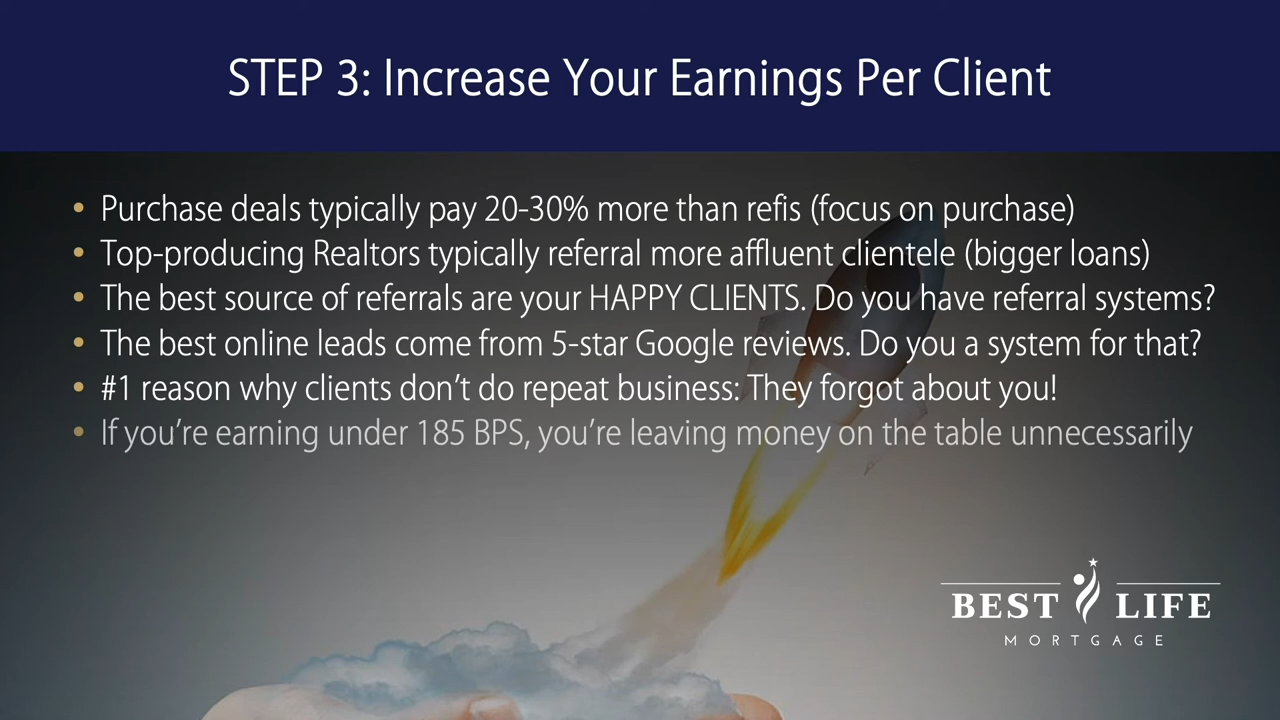 STEP 3: Increase Your Earnings Per Client
• Purchase deals typically pay 20-30% more than refis (focus on purchase)
• Top-producing Realtors typically referral more affluent clientele (bigger loans)
• The best source of referrals are your HAPPY CLIENTS. Do you have referral systems?
• The best online leads come from 5-star Google reviews. Do you a system for that?
• #1 reason why clients don't do repeat business: They forgot about you!
• If you're earning under 185 BPS, you're leaving money on the table unnecessarily
BEST LIFE
MORTGAGE